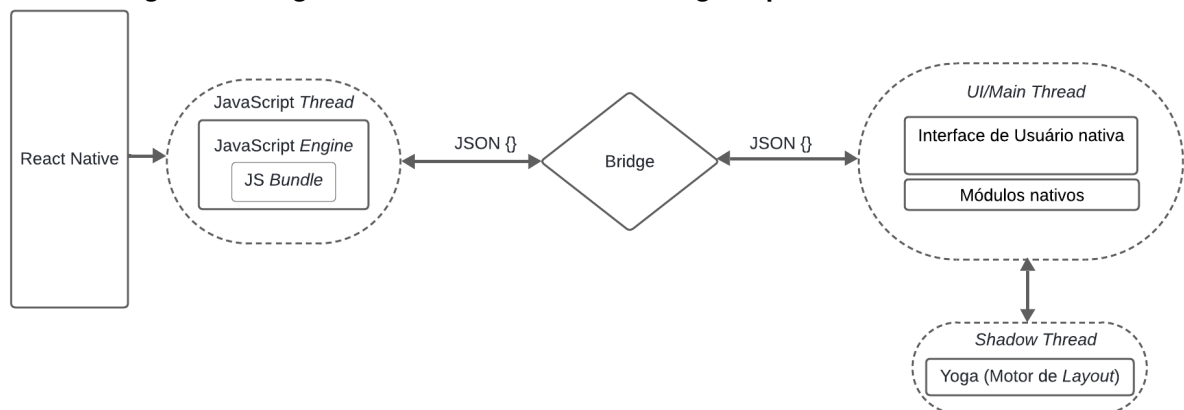 React Native
JavaScript Thread
JavaScript Engine
JS Bundle
JSON {}
Bridge
JSON {}
UI/Main Thread
Interface de Usuário nativa
Módulos nativos
Shadow Thread
Yoga (Motor de Layout)